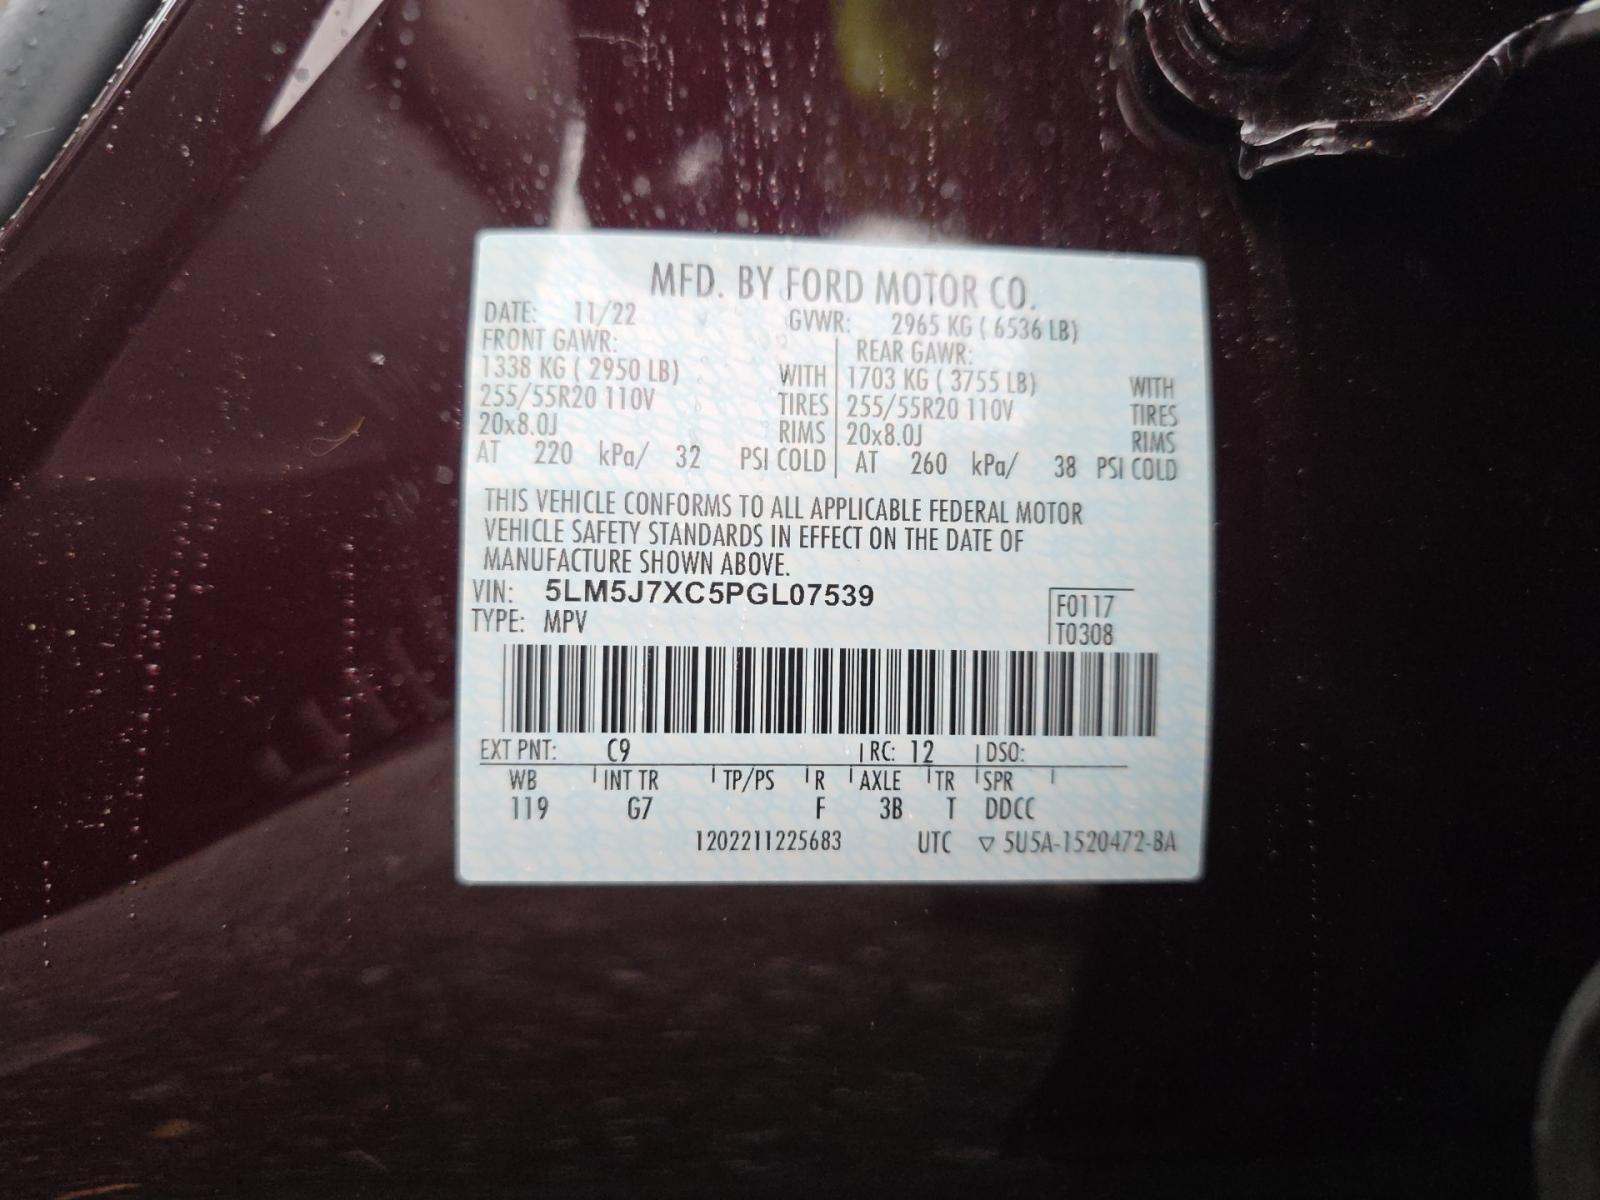 MFD. BY FORD MOTOR CO.
DATE: 11/22 GVWR: 2965 KG ( 6536 LB)
FRONT GAWR: REAR GAWR:
1338 KG ( 2950 LB) WITH 1703 KG ( 3755 LB) WITH
255/55R20 110V TIRES 255/55R20 110V TIRES
20x8.0J RIMS 20x8.0J RIMS
AT 220 kPa/ 32 PSI COLD AT 260 kPa/ 38 PSI COLD
THIS VEHICLE CONFORMS TO ALL APPLICABLE FEDERAL MOTOR
VEHICLE SAFETY STANDARDS IN EFFECT ON THE DATE OF
MANUFACTURE SHOWN ABOVE.
VIN: 5LM5J7XC5PGL07539 F0117
TYPE: MPV T0308
EXT PNT: C9 RC: 12 DSO:
WB INT TR TP/PS R AXLE TR SPR
119 G7 F 3B T DDCC
1202211225683 UTC ▽ 5U5A-1520472-BA